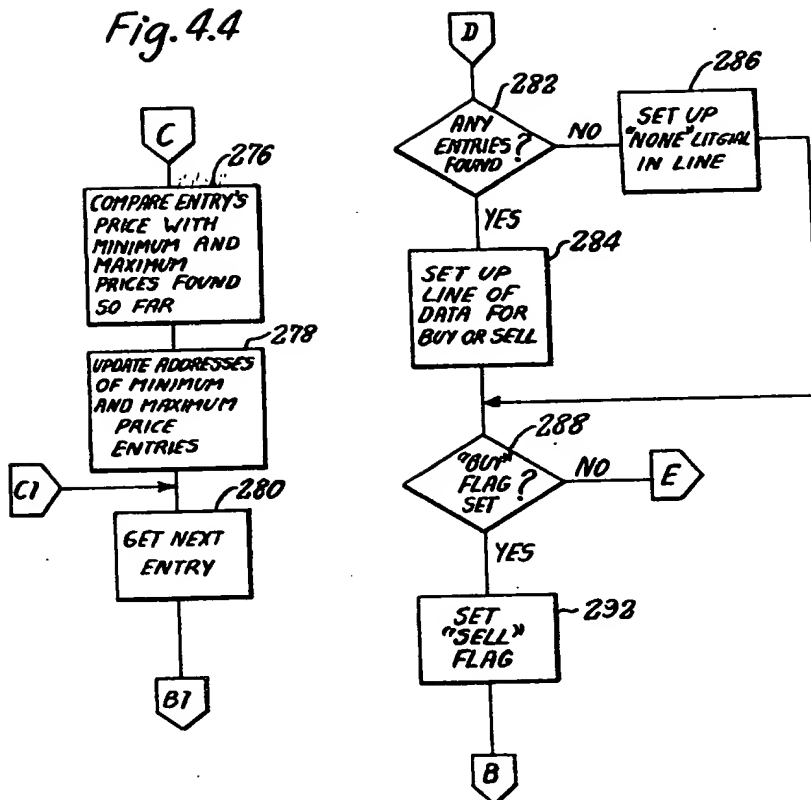 Fig. 4.4
C
276
COMPARE ENTRY'S
PRICE WITH
MINIMUM AND
MAXIMUM
PRICES FOUND
SO FAR
278
UPDATE ADDRESSES
OF MINIMUM
AND MAXIMUM
PRICE
ENTRIES
C1
280
GET NEXT
ENTRY
B1
D
282
ANY
ENTRIES
FOUND?
NO
286
SET UP
"NONE" LITGIAL
IN LINE
YES
284
SET UP
LINE OF
DATA FOR
BUY OR SELL
288
"BUY"
FLAG
SET?
NO
E
YES
292
SET
"SELL"
FLAG
B